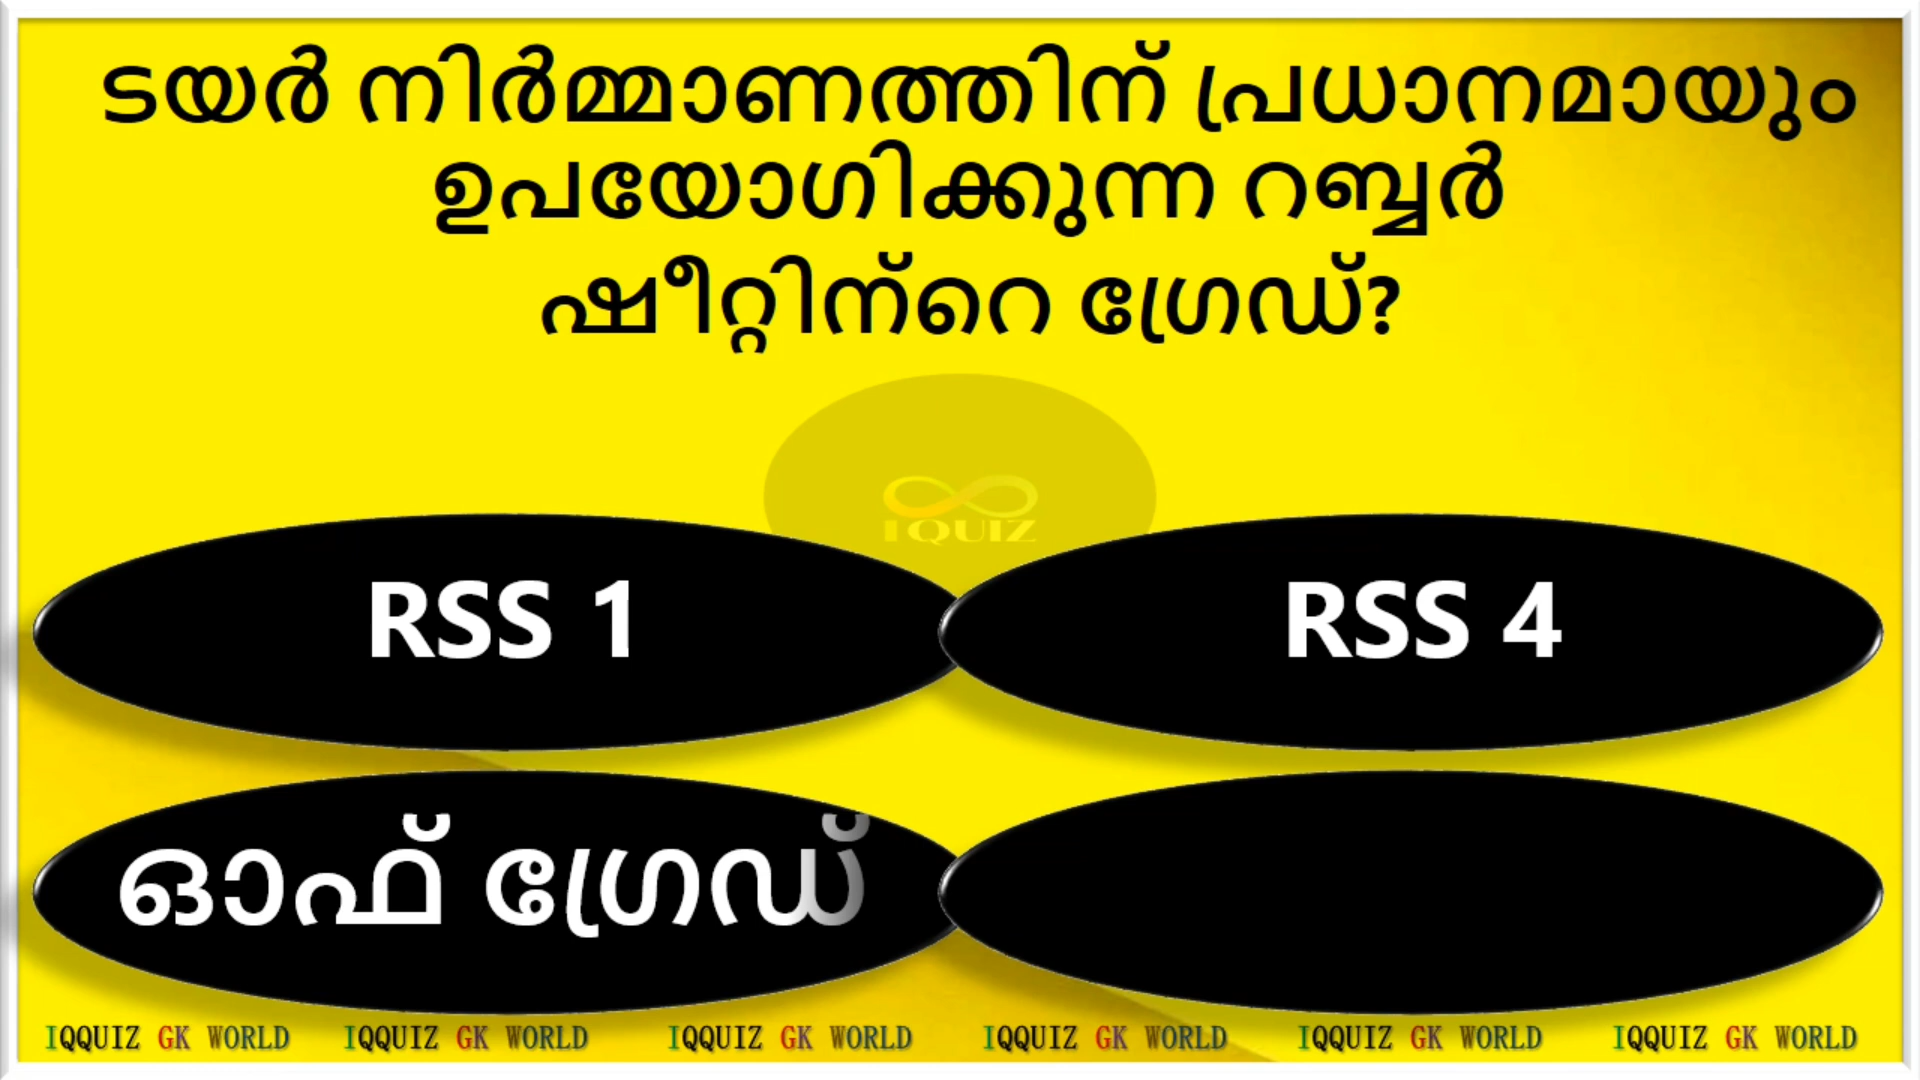 ടയർ നിർമ്മാണത്തിന് പ്രധാനമായും
ഉപയോഗിക്കുന്ന റബ്ബർ
ഷീറ്റിന്റെ ഗ്രേഡ്?
I QUIZ
RSS 1
RSS 4
ഓഫ് ഗ്രേഡ്
IQQUIZ GK WORLD IQQUIZ GK WORLD IQQUIZ GK WORLD IQQUIZ GK WORLD IQQUIZ GK WORLD IQQUIZ GK WORLD